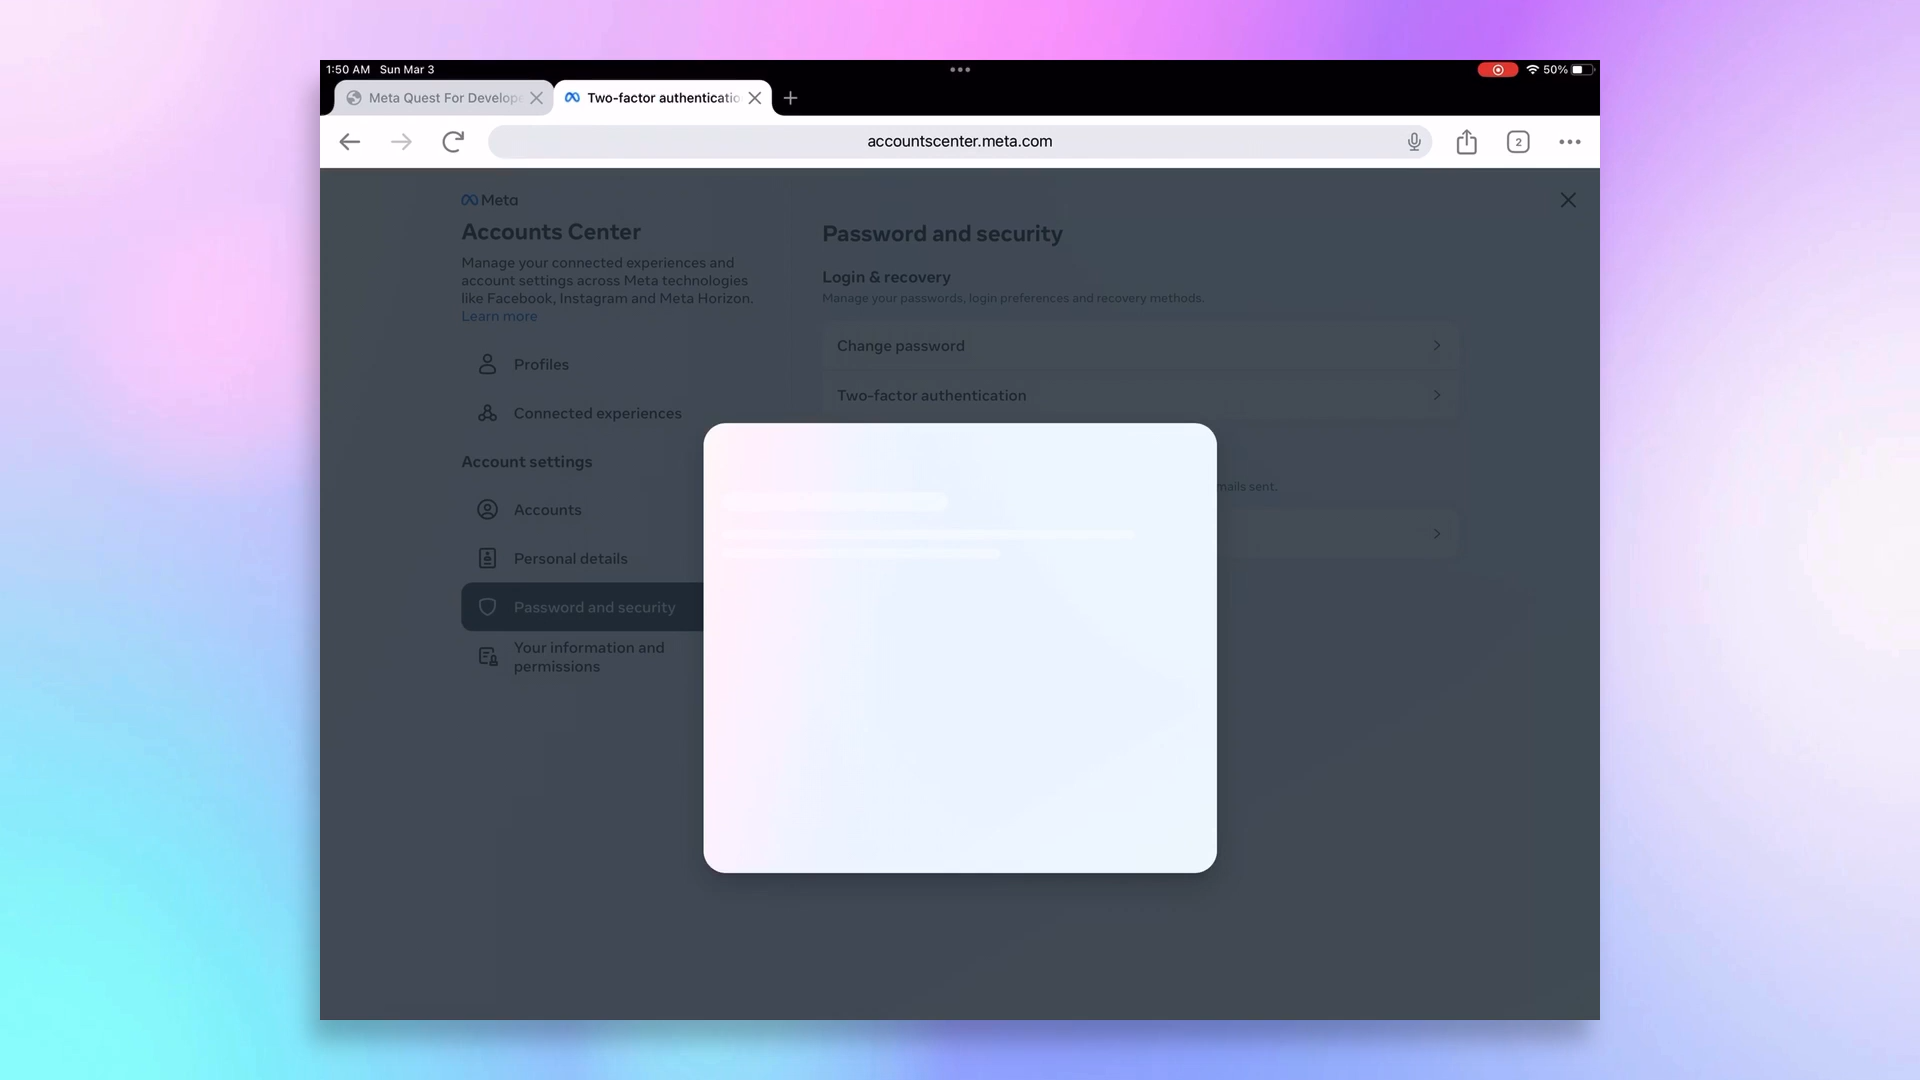 1:50 AM Sun Mar 3
50%
Meta Quest For Develope
Two-factor authenticatio
accountscenter.meta.com
2
Meta
Accounts Center
Manage your connected experiences and
account settings across Meta technologies
like Facebook, Instagram and Meta Horizon.
Learn more
Profiles
Connected experiences
Account settings
Accounts
Personal details
Password and security
Your information and
permissions
Password and security
Login & recovery
Manage your passwords, login preferences and recovery methods.
Change password
Two-factor authentication
mails sent.